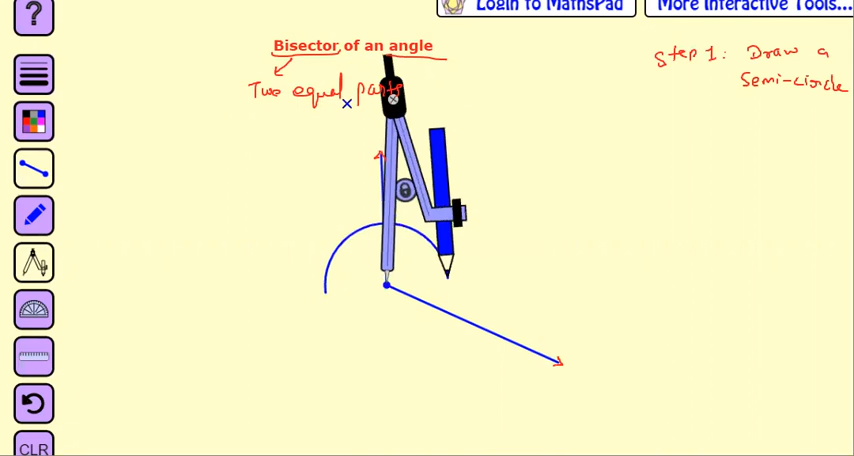 Login to MathsPad
More Interactive Tools...
?
Bisector of an angle
Two equal parts
Step 1: Draw a
Semi-circle
CLR